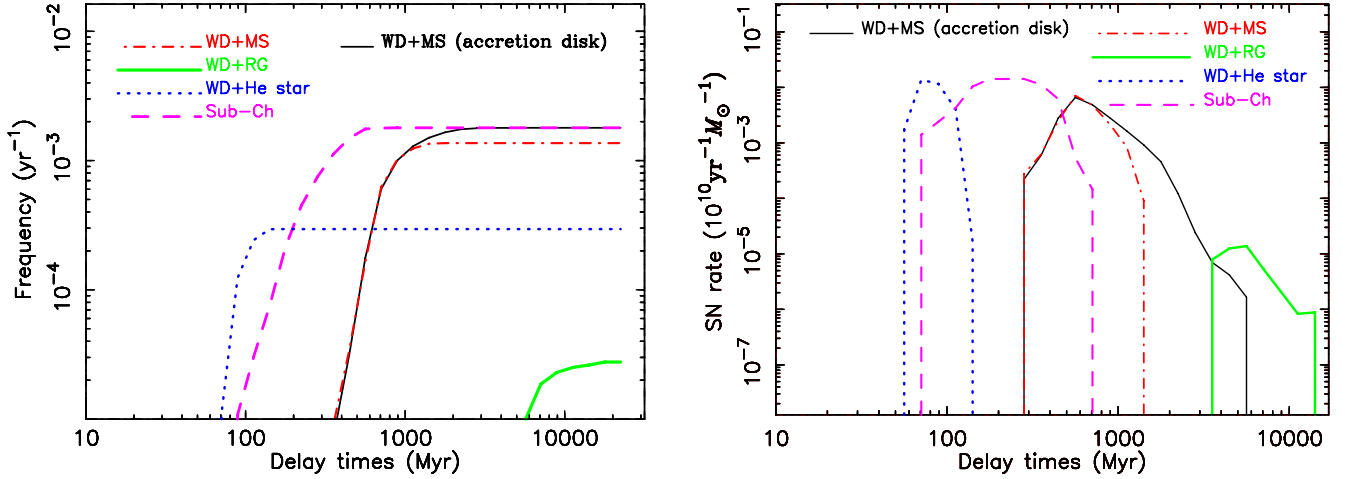 WD+MS
WD+MS (accretion disk)
WD+RG
WD+He star
Sub-Ch
10⁻²
10⁻³
10⁻⁴
Frequency (yr⁻¹)
10
100
1000
10000
Delay times (Myr)
WD+MS (accretion disk)
WD+MS
WD+RG
WD+He star
Sub-Ch
10⁻¹
10⁻³
10⁻⁵
10⁻⁷
SN rate (10¹⁰yr⁻¹M⊙⁻¹)
10
100
1000
10000
Delay times (Myr)